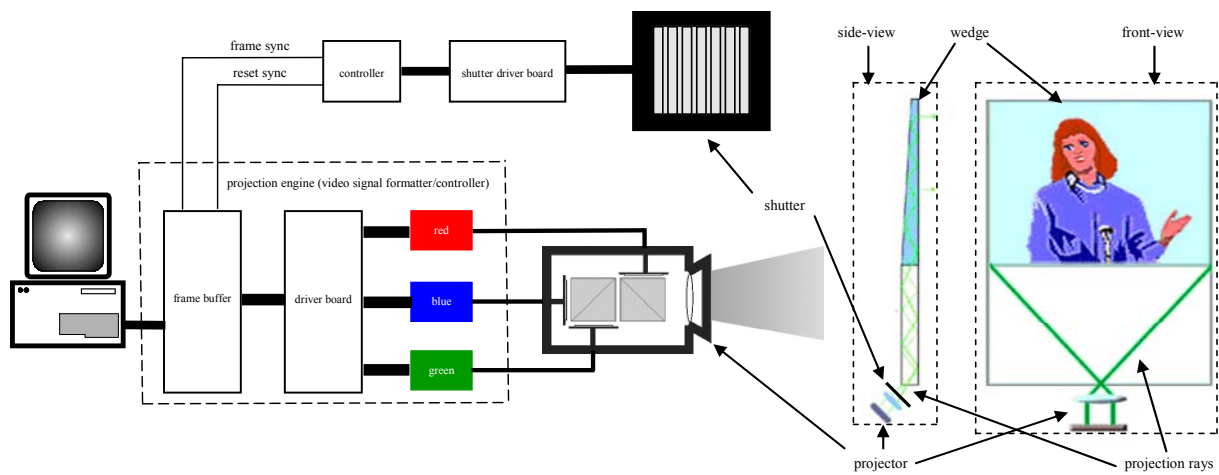 frame sync
reset sync
controller
shutter driver board
side-view
wedge
front-view
projection engine (video signal formatter/controller)
shutter
red
frame buffer
driver board
blue
green
projector
projection rays